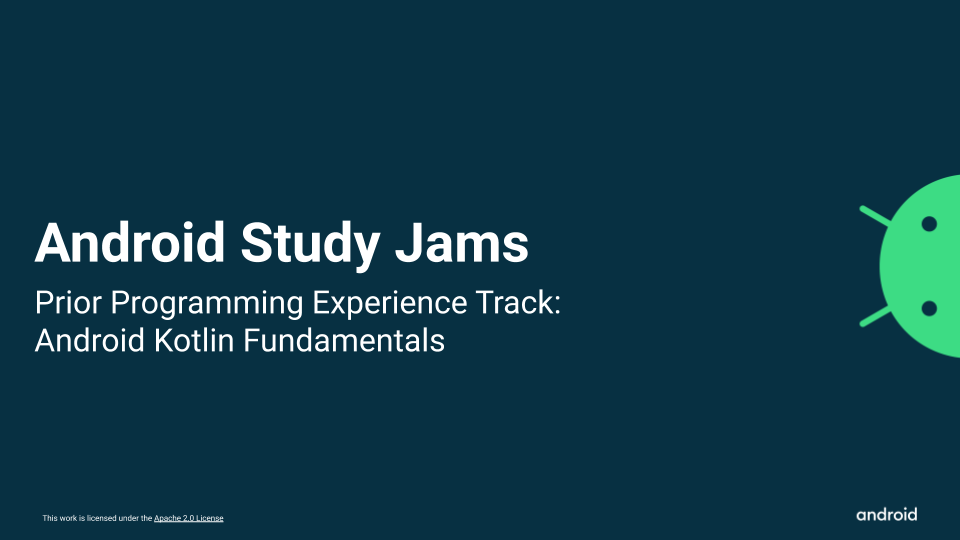 Android Study Jams
Prior Programming Experience Track:
Android Kotlin Fundamentals
This work is licensed under the Apache 2.0 License
android